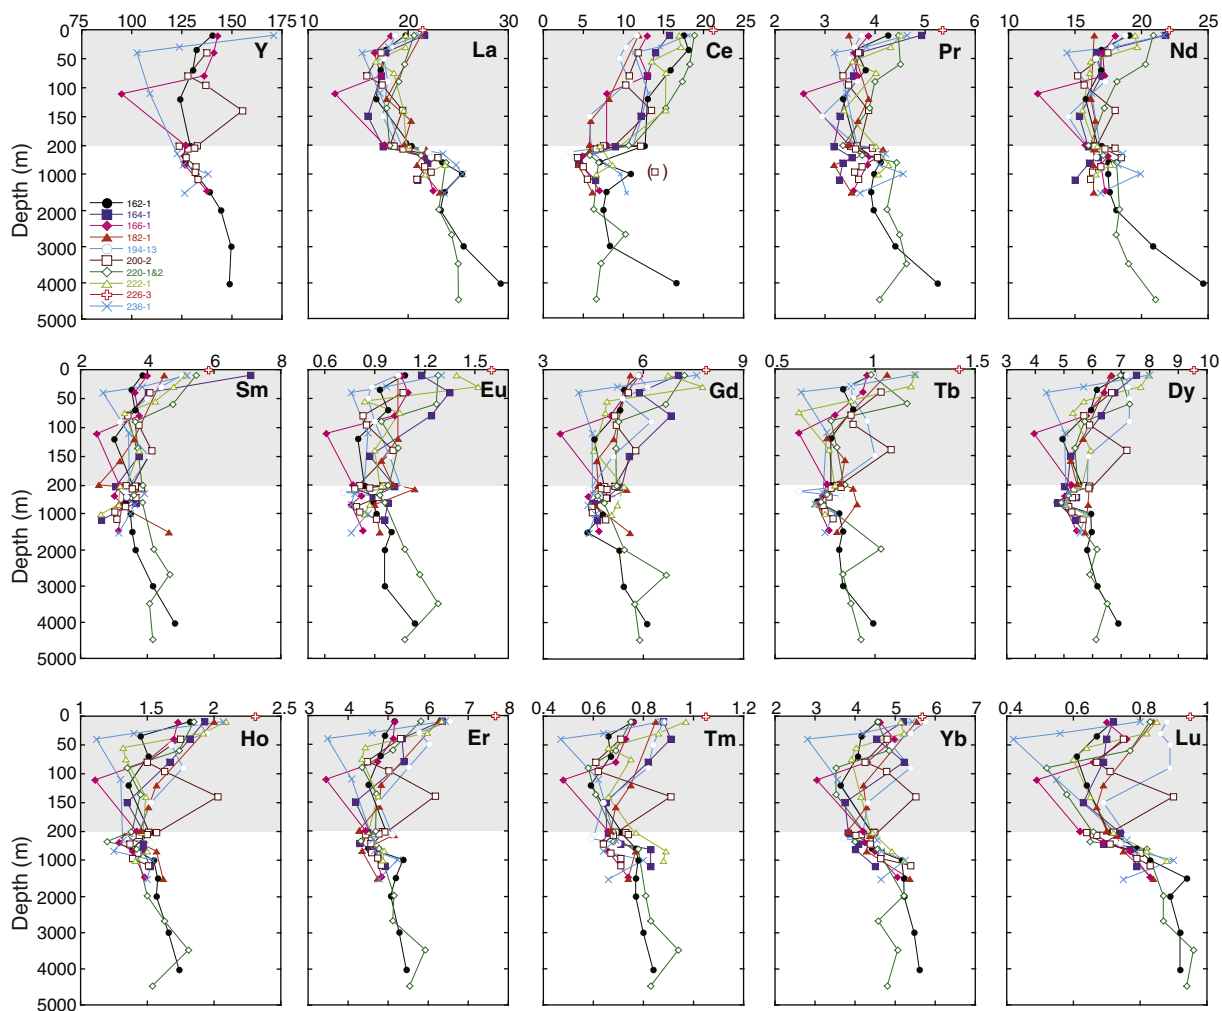 75 100 125 150 175
10 20 30
0 5 10 15 20 25
2 3 4 5 6
10 15 20 25
Y La Ce Pr Nd
Depth (m)
0
50
100
150
200
1000
2000
3000
4000
5000
( )
162-1
164-1
166-1
182-1
194-13
200-2
220-1&2
222-1
226-3
236-1
2 4 6 8
0.6 0.9 1.2 1.5
3 6 9
0.5 1 1.5
3 4 5 6 7 8 9 10
Sm Eu Gd Tb Dy
Depth (m)
0
50
100
150
200
1000
2000
3000
4000
5000
1 1.5 2 2.5
3 4 5 6 7 8
0.4 0.6 0.8 1 1.2
2 3 4 5 6 7
0.4 0.6 0.8 1
Ho Er Tm Yb Lu
Depth (m)
0
50
100
150
200
1000
2000
3000
4000
5000